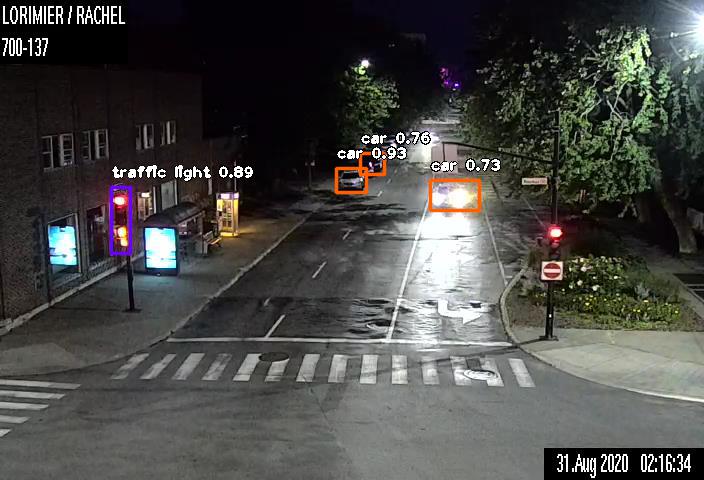 LORIMIER / RACHEL
700-137
car 0.76
car 0.93
car 0.73
traffic light 0.89
31.Aug 2020 02:16:34